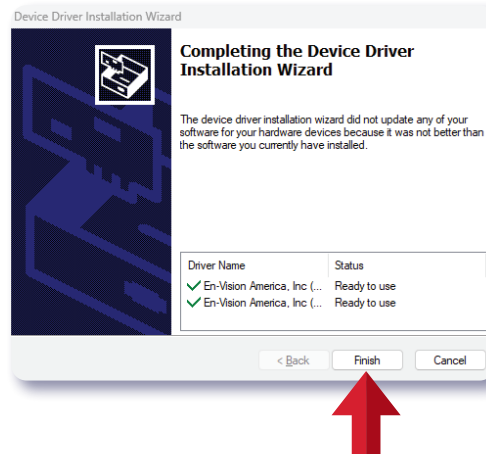 Device Driver Installation Wizard
Completing the Device Driver
Installation Wizard
The device driver installation wizard did not update any of your
software for your hardware devices because it was not better than
the software you currently have installed.
Driver Name Status
En-Vision America, Inc (... Ready to use
En-Vision America, Inc (... Ready to use
< Back Finish Cancel